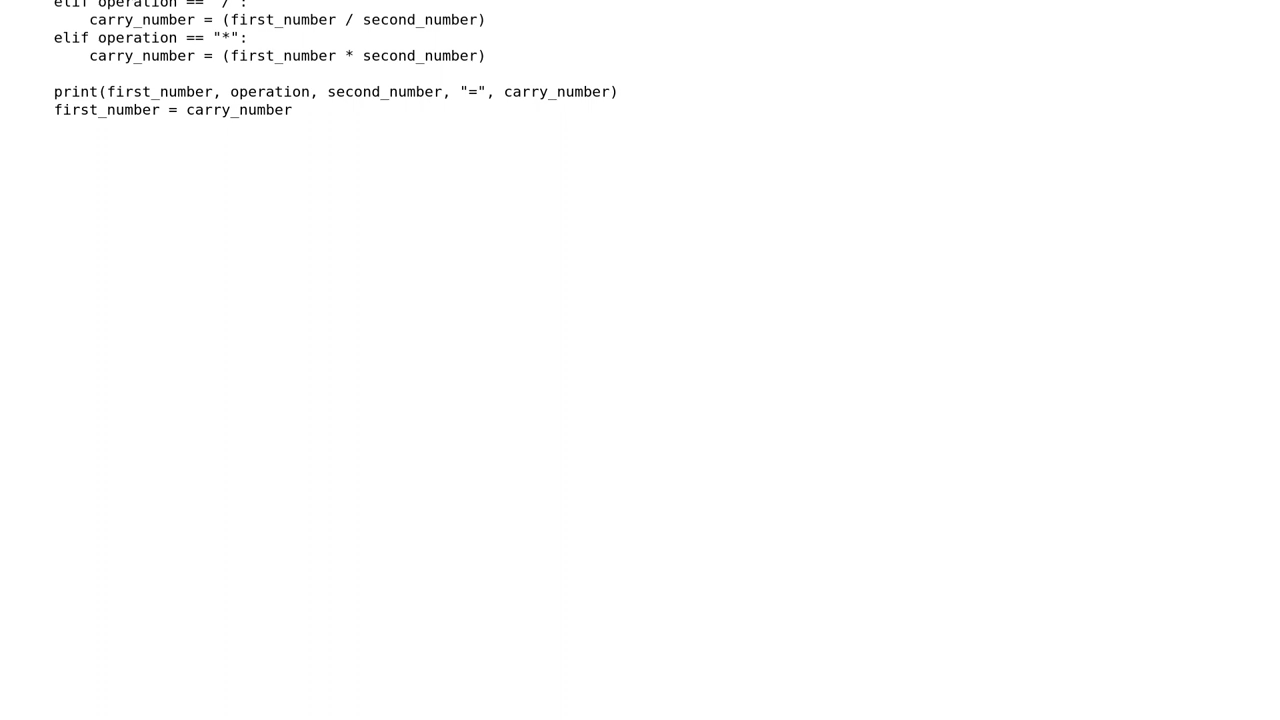 elif operation == "/":
    carry_number = (first_number / second_number)
elif operation == "*":
    carry_number = (first_number * second_number)

print(first_number, operation, second_number, "=", carry_number)
first_number = carry_number